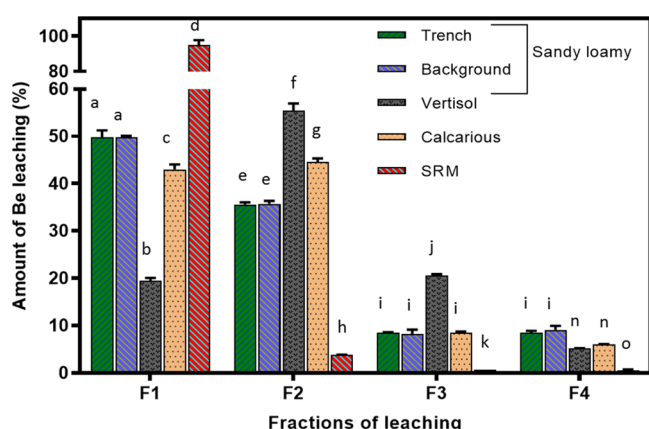 Amount of Be leaching (%)
100
80
60
50
40
30
20
10
0
a a b c d
e e f g h
i i j i k
i i n n o
Trench
Background
Sandy loamy
Vertisol
Calcarious
SRM
F1 F2 F3 F4
Fractions of leaching